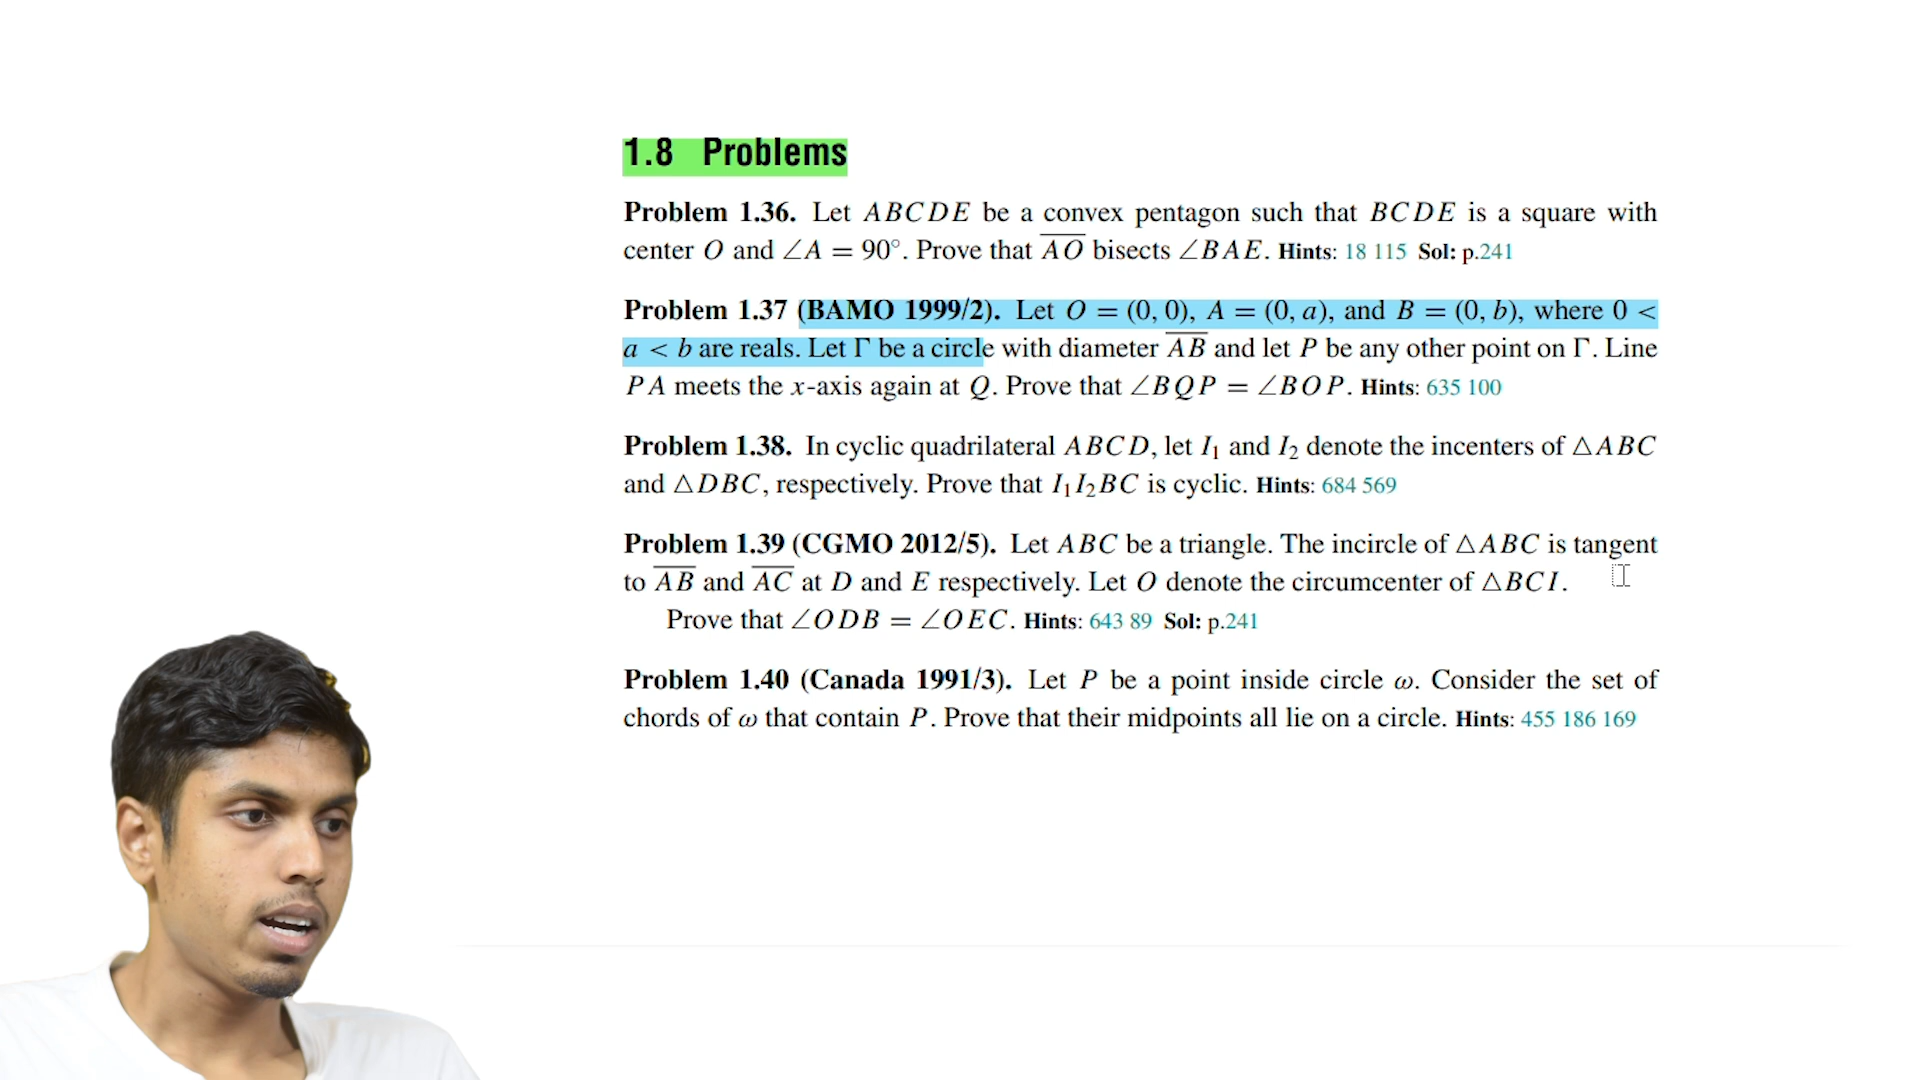 1.8 Problems
Problem 1.36. Let ABCDE be a convex pentagon such that BCDE is a square with
center O and ∠A = 90°. Prove that AO bisects ∠BAE. Hints: 18 115 Sol: p.241
Problem 1.37 (BAMO 1999/2). Let O = (0, 0), A = (0, a), and B = (0, b), where 0 <
a < b are reals. Let Γ be a circle with diameter AB and let P be any other point on Γ. Line
PA meets the x-axis again at Q. Prove that ∠BQP = ∠BOP. Hints: 635 100
Problem 1.38. In cyclic quadrilateral ABCD, let I₁ and I₂ denote the incenters of △ABC
and △DBC, respectively. Prove that I₁I₂BC is cyclic. Hints: 684 569
Problem 1.39 (CGMO 2012/5). Let ABC be a triangle. The incircle of △ABC is tangent
to AB and AC at D and E respectively. Let O denote the circumcenter of △BCI.
Prove that ∠ODB = ∠OEC. Hints: 643 89 Sol: p.241
Problem 1.40 (Canada 1991/3). Let P be a point inside circle ω. Consider the set of
chords of ω that contain P. Prove that their midpoints all lie on a circle. Hints: 455 186 169